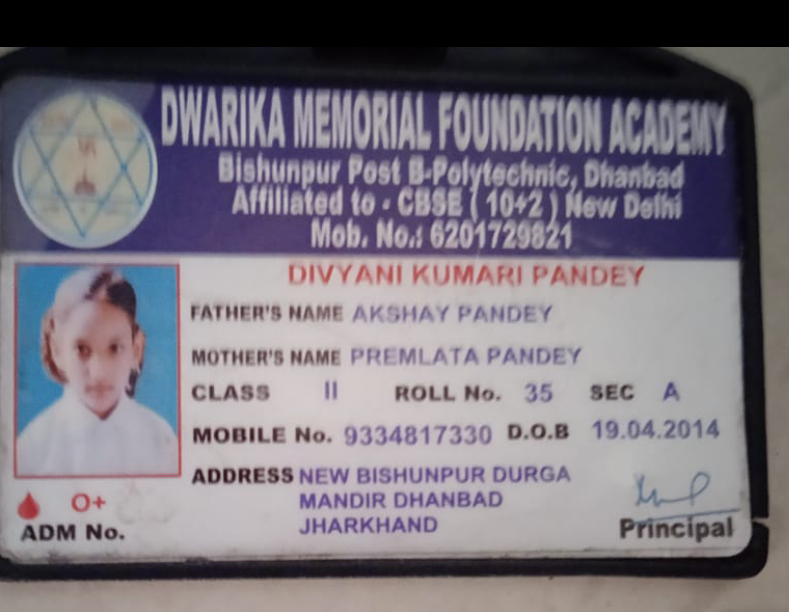 DWARIKA MEMORIAL FOUNDATION ACADEMY
Bishunpur Post B-Polytechnic, Dhanbad
Affiliated to - CBSE ( 10+2 ) New Delhi
Mob. No.: 6201729821
DIVYANI KUMARI PANDEY
FATHER'S NAME AKSHAY PANDEY
MOTHER'S NAME PREMLATA PANDEY
CLASS II ROLL No. 35 SEC A
MOBILE No. 9334817330 D.O.B 19.04.2014
ADDRESS NEW BISHUNPUR DURGA
MANDIR DHANBAD
JHARKHAND
O+
ADM No.
Principal